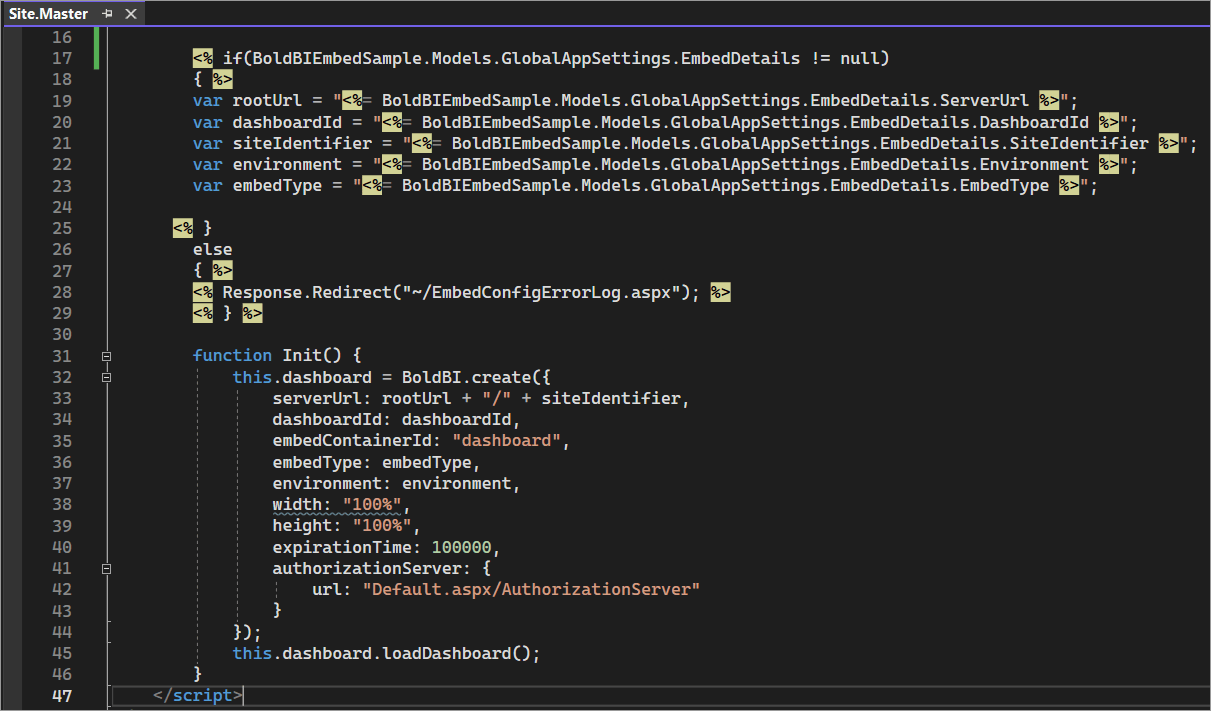 Site.Master
16
17 <% if(BoldBIEmbedSample.Models.GlobalAppSettings.EmbedDetails != null)
18 { %>
19 var rootUrl = "<%= BoldBIEmbedSample.Models.GlobalAppSettings.EmbedDetails.ServerUrl %>";
20 var dashboardId = "<%= BoldBIEmbedSample.Models.GlobalAppSettings.EmbedDetails.DashboardId %>";
21 var siteIdentifier = "<%= BoldBIEmbedSample.Models.GlobalAppSettings.EmbedDetails.SiteIdentifier %>";
22 var environment = "<%= BoldBIEmbedSample.Models.GlobalAppSettings.EmbedDetails.Environment %>";
23 var embedType = "<%= BoldBIEmbedSample.Models.GlobalAppSettings.EmbedDetails.EmbedType %>";
24
25 <% }
26 else
27 { %>
28 <% Response.Redirect("~/EmbedConfigErrorLog.aspx"); %>
29 <% } %>
30
31 function Init() {
32 this.dashboard = BoldBI.create({
33 serverUrl: rootUrl + "/" + siteIdentifier,
34 dashboardId: dashboardId,
35 embedContainerId: "dashboard",
36 embedType: embedType,
37 environment: environment,
38 width: "100%",
39 height: "100%",
40 expirationTime: 100000,
41 authorizationServer: {
42 url: "Default.aspx/AuthorizationServer"
43 }
44 });
45 this.dashboard.loadDashboard();
46 }
47 </script>